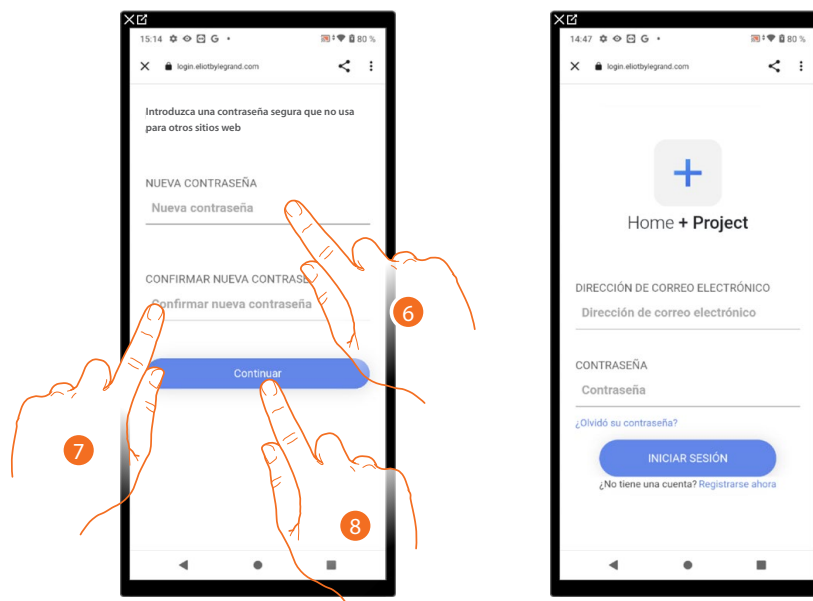 15:14 G 80 %
login.eliotbylegrand.com
Introduzca una contraseña segura que no usa
para otros sitios web
NUEVA CONTRASEÑA
Nueva contraseña
CONFIRMAR NUEVA CONTRASE
Confirmar nueva contraseña
6
Continuar
7
8
14:47 G 80 %
login.eliotbylegrand.com
Home + Project
DIRECCIÓN DE CORREO ELECTRÓNICO
Dirección de correo electrónico
CONTRASEÑA
Contraseña
¿Olvidó su contraseña?
INICIAR SESIÓN
¿No tiene una cuenta? Registrarse ahora